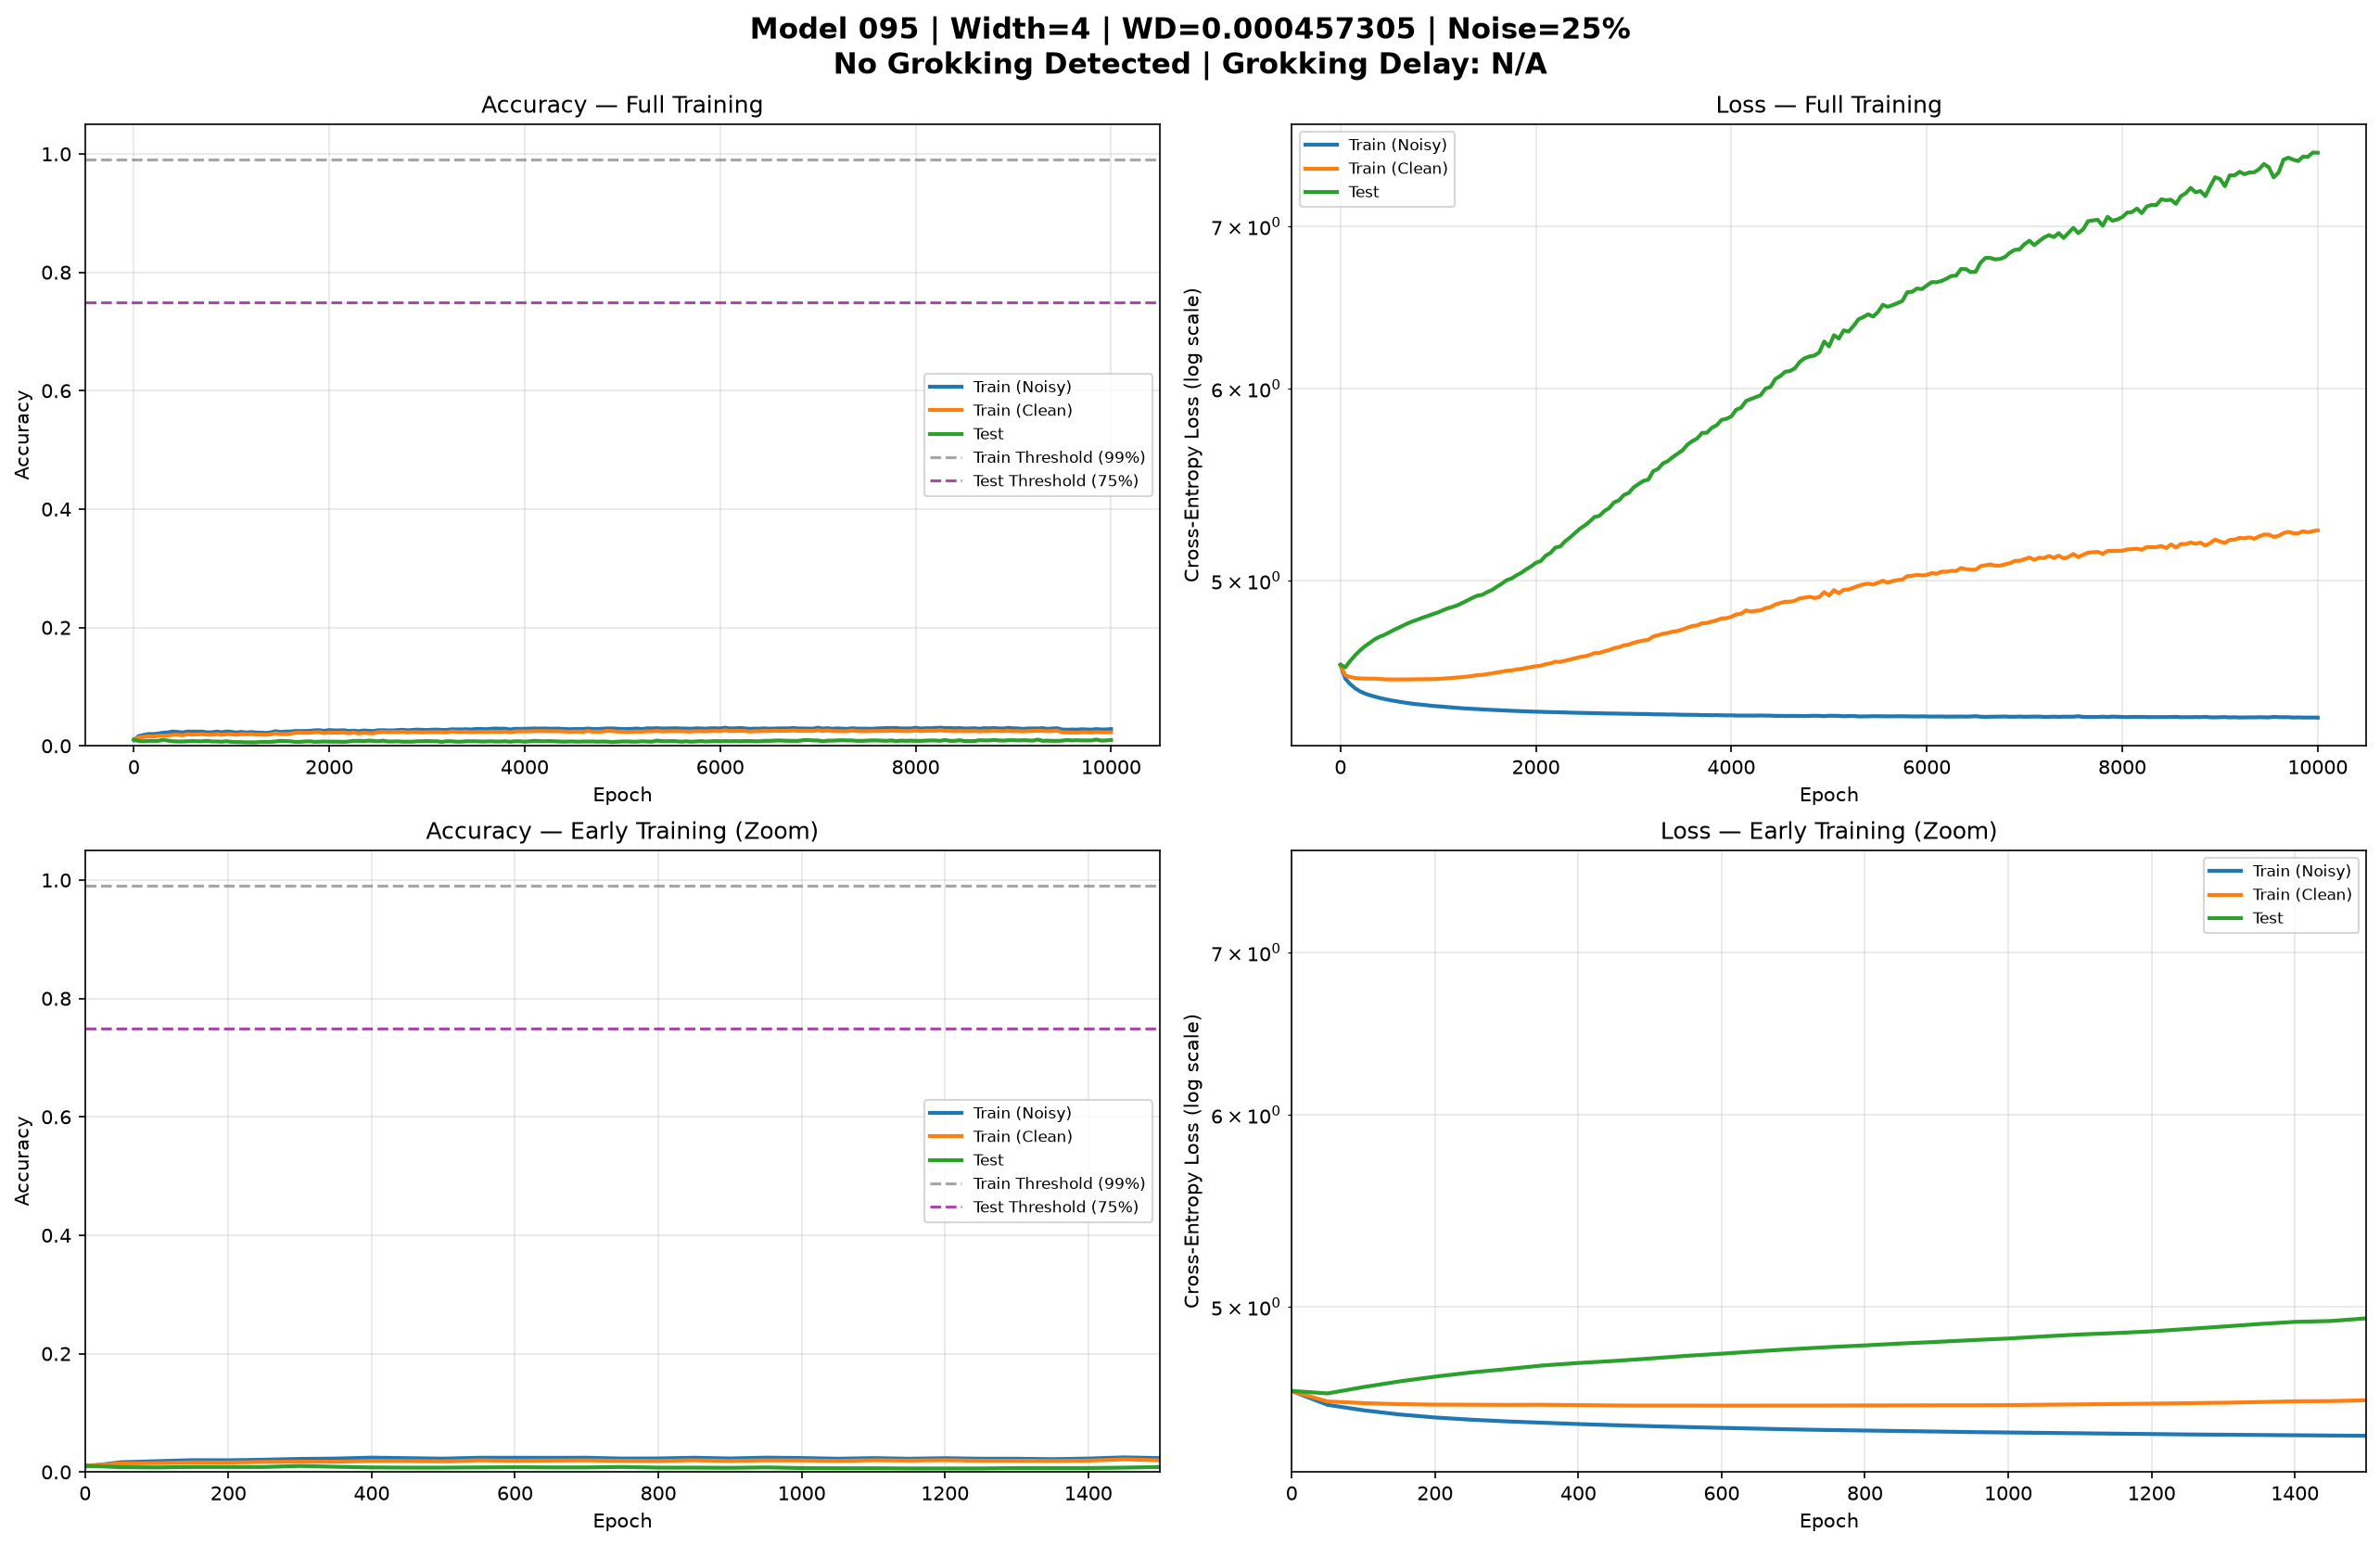 Model 095 | Width=4 | WD=0.000457305 | Noise=25%
No Grokking Detected | Grokking Delay: N/A
Accuracy — Full Training
1.0
0.8
0.6
0.4
0.2
0.0
Accuracy
Train (Noisy)
Train (Clean)
Test
Train Threshold (99%)
Test Threshold (75%)
0 2000 4000 6000 8000 10000
Epoch
Loss — Full Training
Train (Noisy)
Train (Clean)
Test
7 × 10⁰
6 × 10⁰
5 × 10⁰
Cross-Entropy Loss (log scale)
0 2000 4000 6000 8000 10000
Epoch
Accuracy — Early Training (Zoom)
1.0
0.8
0.6
0.4
0.2
0.0
Accuracy
Train (Noisy)
Train (Clean)
Test
Train Threshold (99%)
Test Threshold (75%)
0 200 400 600 800 1000 1200 1400
Epoch
Loss — Early Training (Zoom)
Train (Noisy)
Train (Clean)
Test
7 × 10⁰
6 × 10⁰
5 × 10⁰
Cross-Entropy Loss (log scale)
0 200 400 600 800 1000 1200 1400
Epoch